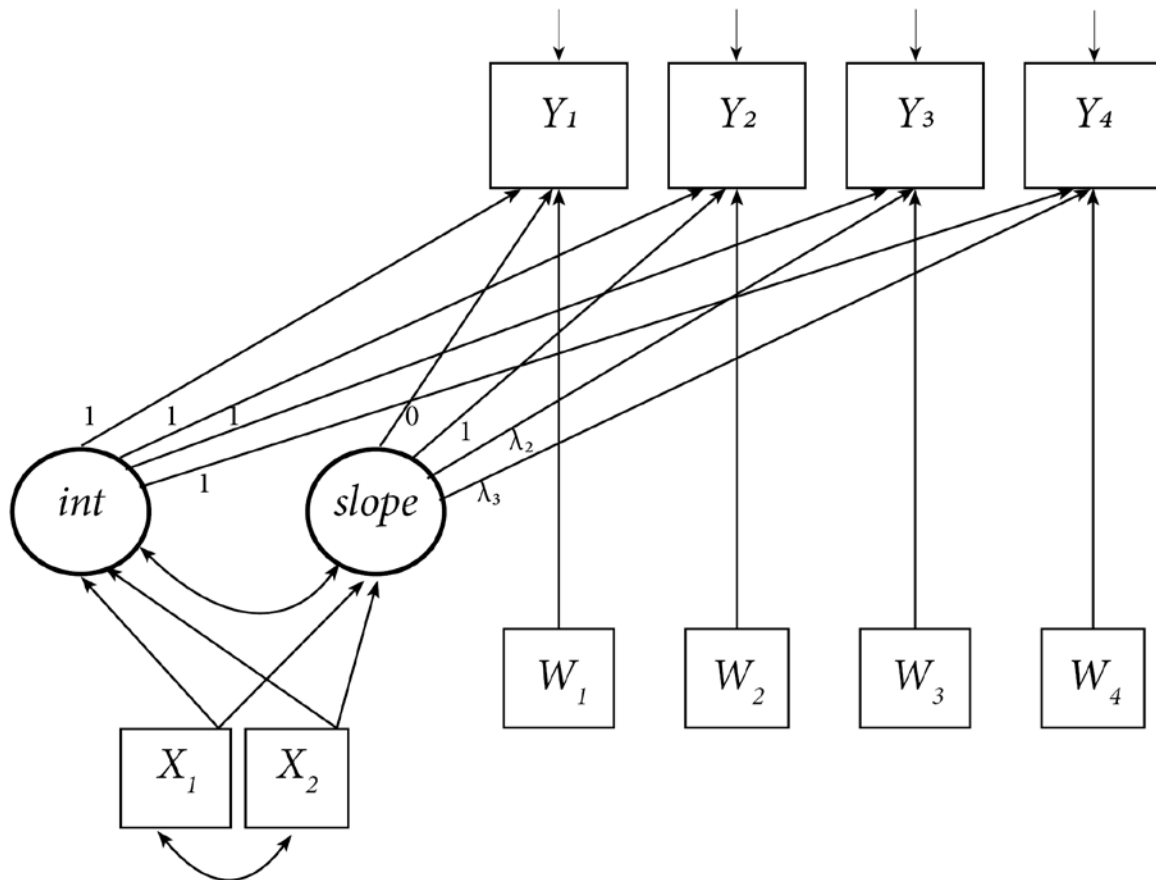 Y₁ Y₂ Y₃ Y₄
1 1 1 0 1 λ₂
1 λ₃
int slope
W₁ W₂ W₃ W₄
X₁ X₂